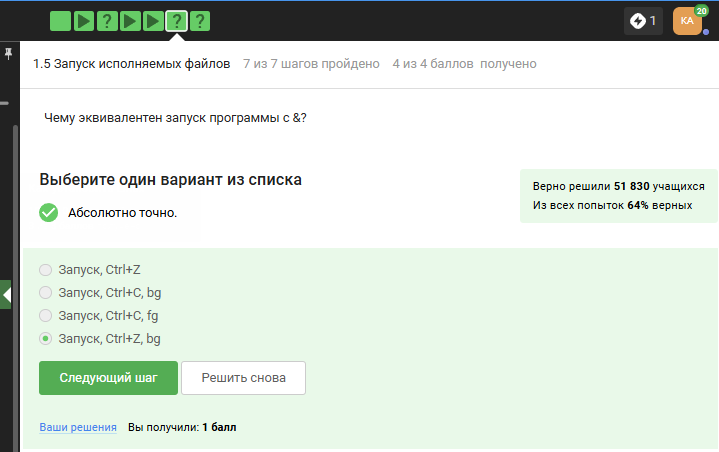 ? ? ?
1
КА
20
1.5 Запуск исполняемых файлов 7 из 7 шагов пройдено 4 из 4 баллов получено
Чему эквивалентен запуск программы с &?
Выберите один вариант из списка
Абсолютно точно.
Верно решили 51 830 учащихся
Из всех попыток 64% верных
Запуск, Ctrl+Z
Запуск, Ctrl+C, bg
Запуск, Ctrl+C, fg
Запуск, Ctrl+Z, bg
Следующий шаг Решить снова
Ваши решения Вы получили: 1 балл